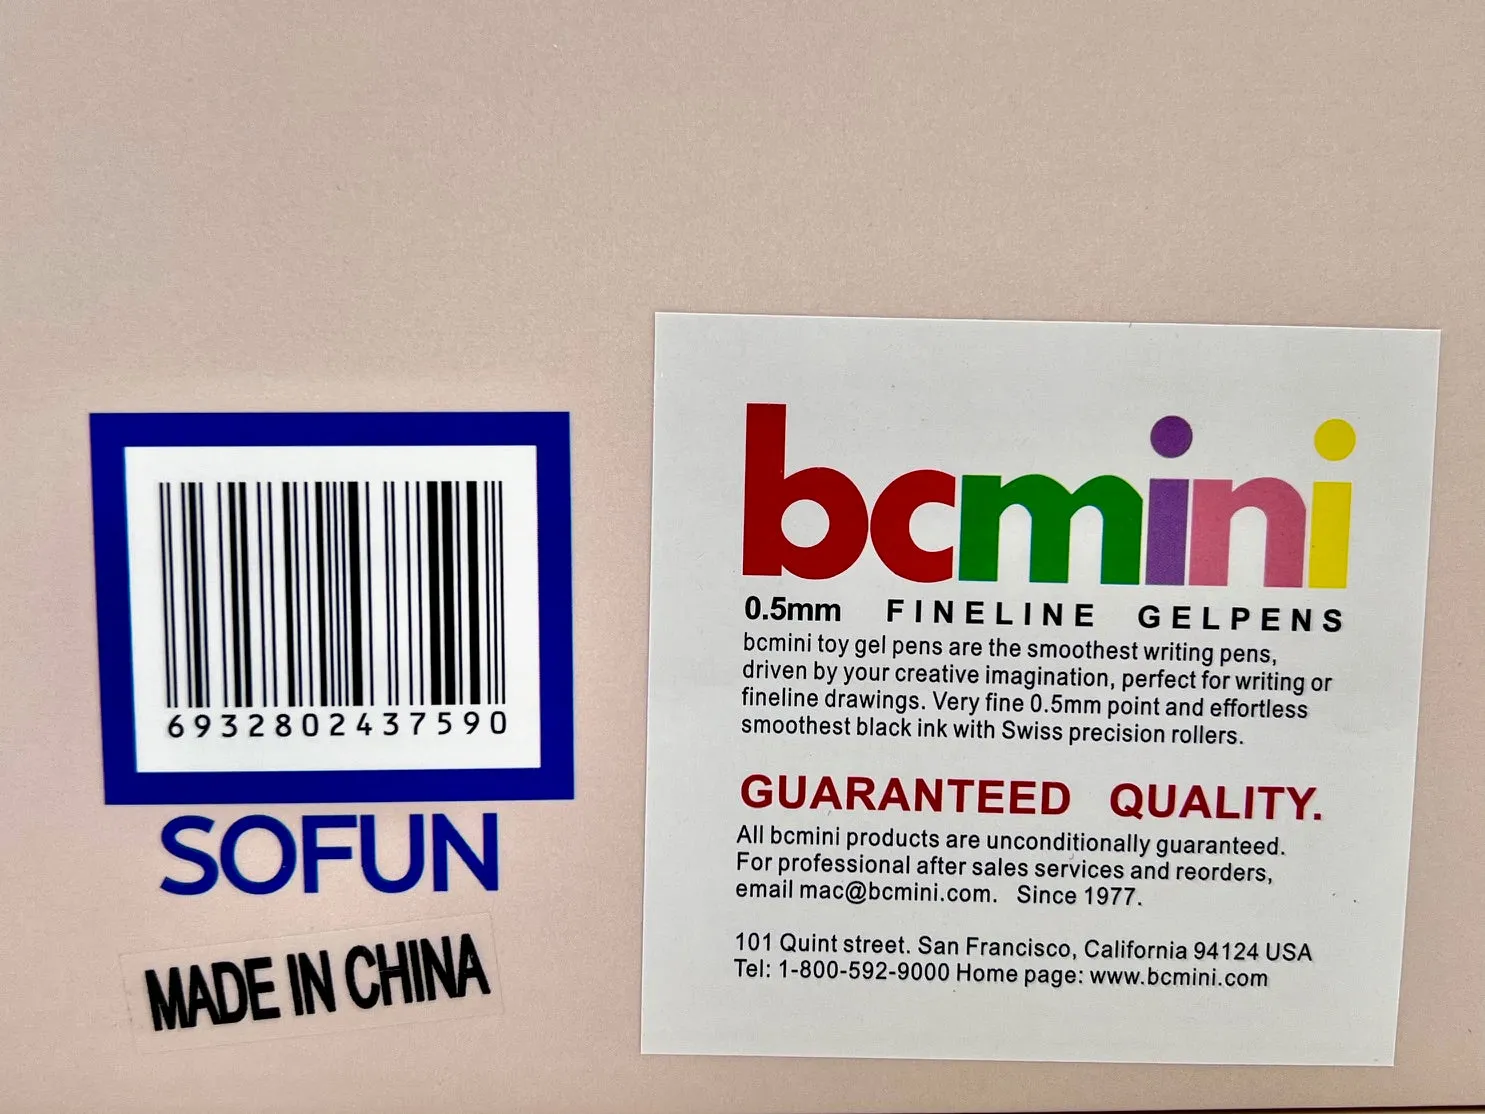 6932802437590
SOFUN
MADE IN CHINA
bcmini
0.5mm FINELINE GELPENS
bcmini toy gel pens are the smoothest writing pens,
driven by your creative imagination, perfect for writing or
fineline drawings. Very fine 0.5mm point and effortless
smoothest black ink with Swiss precision rollers.
GUARANTEED QUALITY.
All bcmini products are unconditionally guaranteed.
For professional after sales services and reorders,
email mac@bcmini.com. Since 1977.
101 Quint street. San Francisco, California 94124 USA
Tel: 1-800-592-9000 Home page: www.bcmini.com